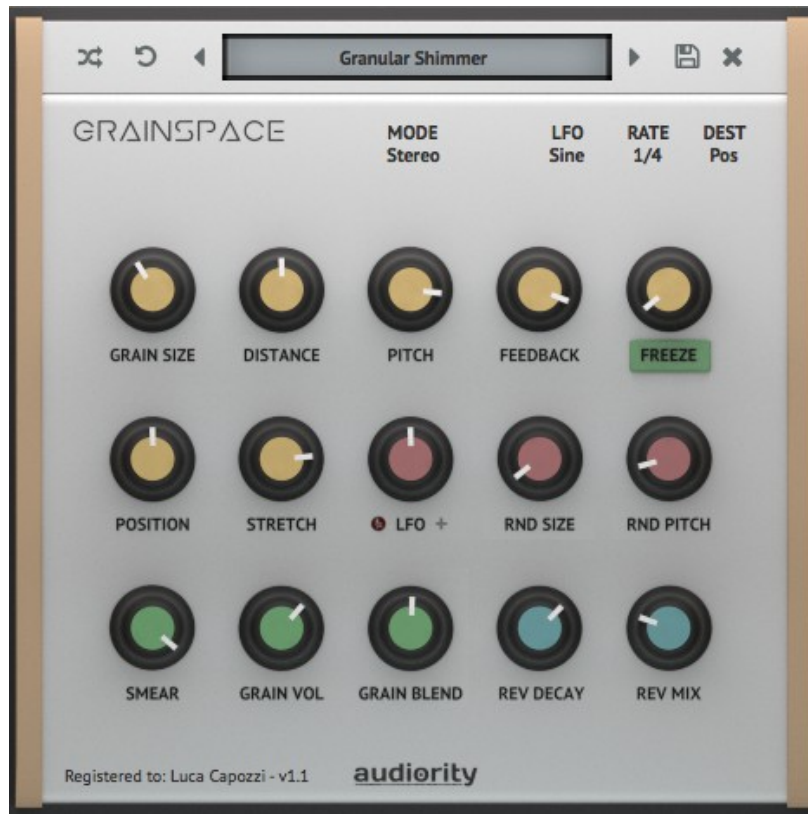 Granular Shimmer
GRAINSPACE
MODE LFO RATE DEST
Stereo Sine 1/4 Pos
GRAIN SIZE DISTANCE PITCH FEEDBACK FREEZE
POSITION STRETCH LFO + RND SIZE RND PITCH
SMEAR GRAIN VOL GRAIN BLEND REV DECAY REV MIX
Registered to: Luca Capozzi - v1.1 audiority